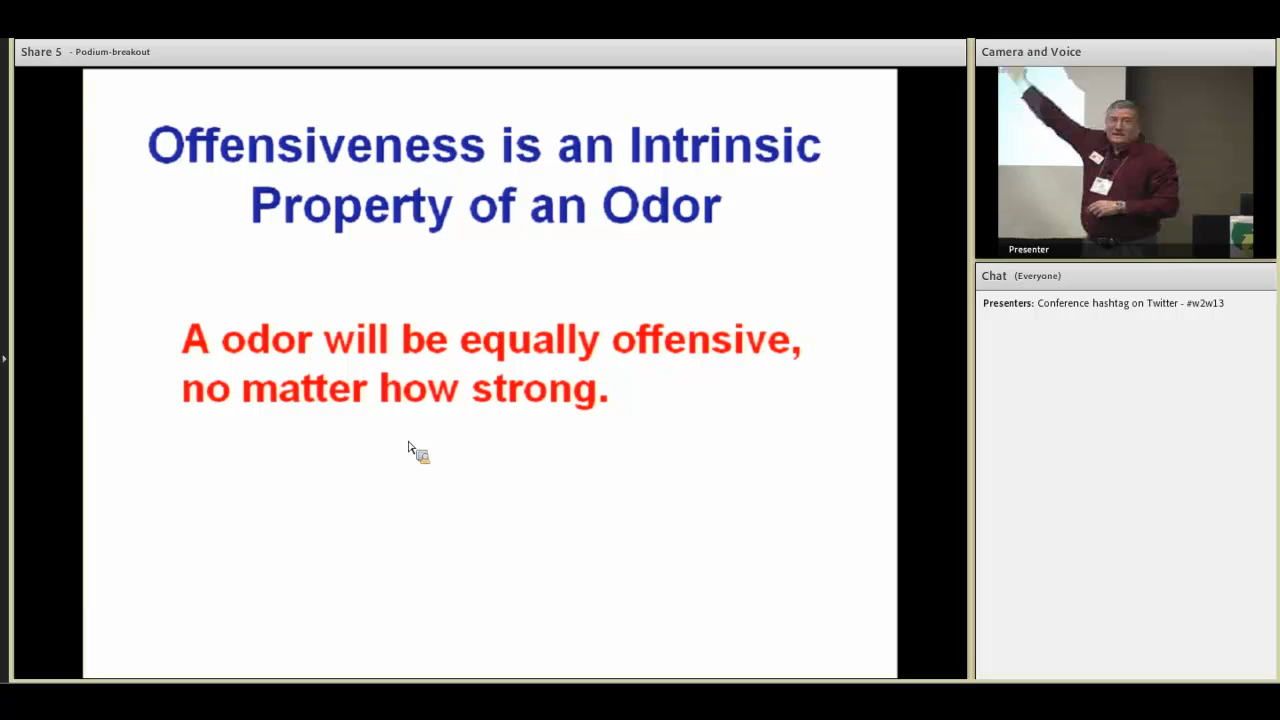 Share 5 - Podium-breakout
Offensiveness is an Intrinsic
Property of an Odor
A odor will be equally offensive,
no matter how strong.
Camera and Voice
Presenter
Chat (Everyone)
Presenters: Conference hashtag on Twitter - #w2w13